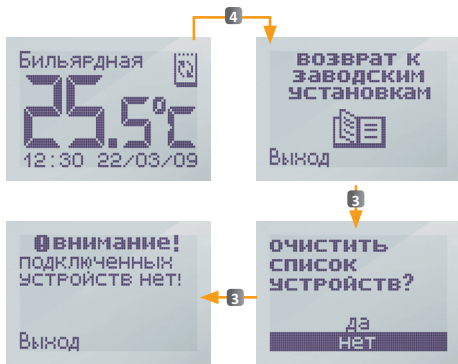 4
Бильярдная
25.5°C
12:30 22/03/09
возврат к
заводским
установкам
Выход
3
очистить
список
устройств?
да
нет
3
внимание!
подключенных
устройств нет!
Выход